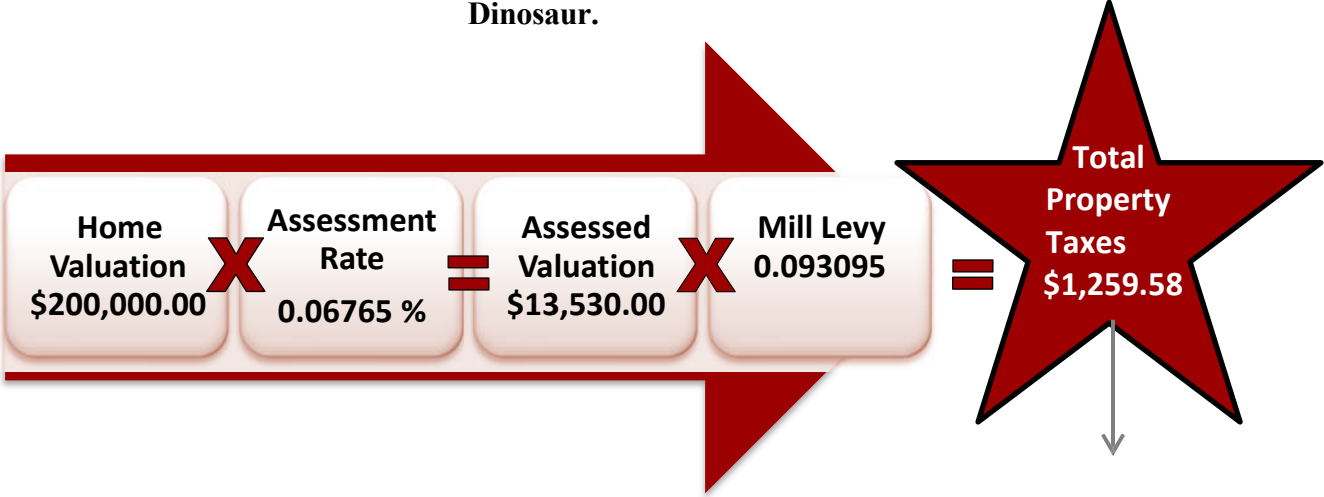 Dinosaur.
Home
Valuation
$200,000.00
X
Assessment
Rate
0.06765 %
=
Assessed
Valuation
$13,530.00
X
Mill Levy
0.093095
=
Total
Property
Taxes
$1,259.58